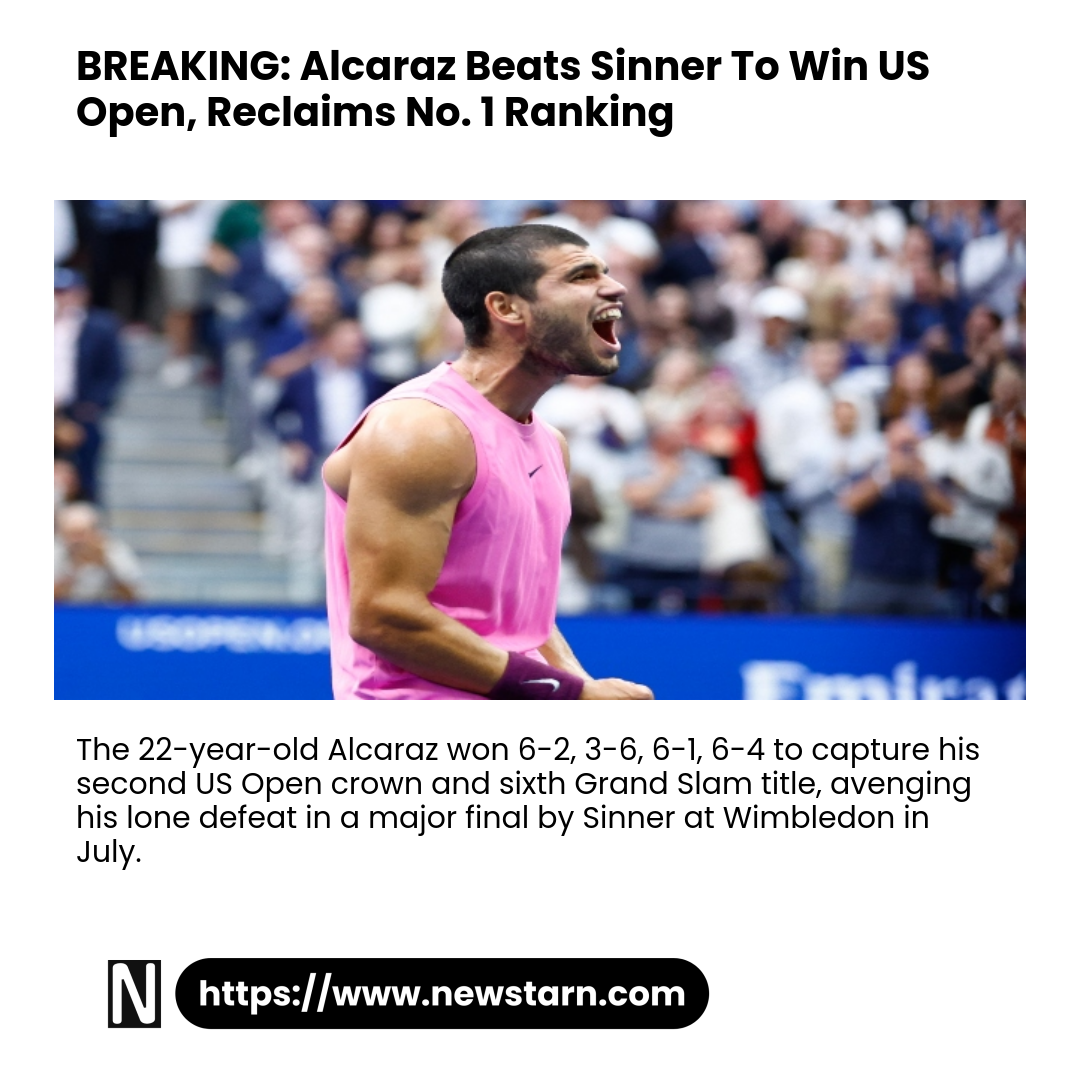 BREAKING: Alcaraz Beats Sinner To Win US
Open, Reclaims No. 1 Ranking
USOPEN.O
Emirat
The 22-year-old Alcaraz won 6-2, 3-6, 6-1, 6-4 to capture his
second US Open crown and sixth Grand Slam title, avenging
his lone defeat in a major final by Sinner at Wimbledon in
July.
N
https://www.newstarn.com